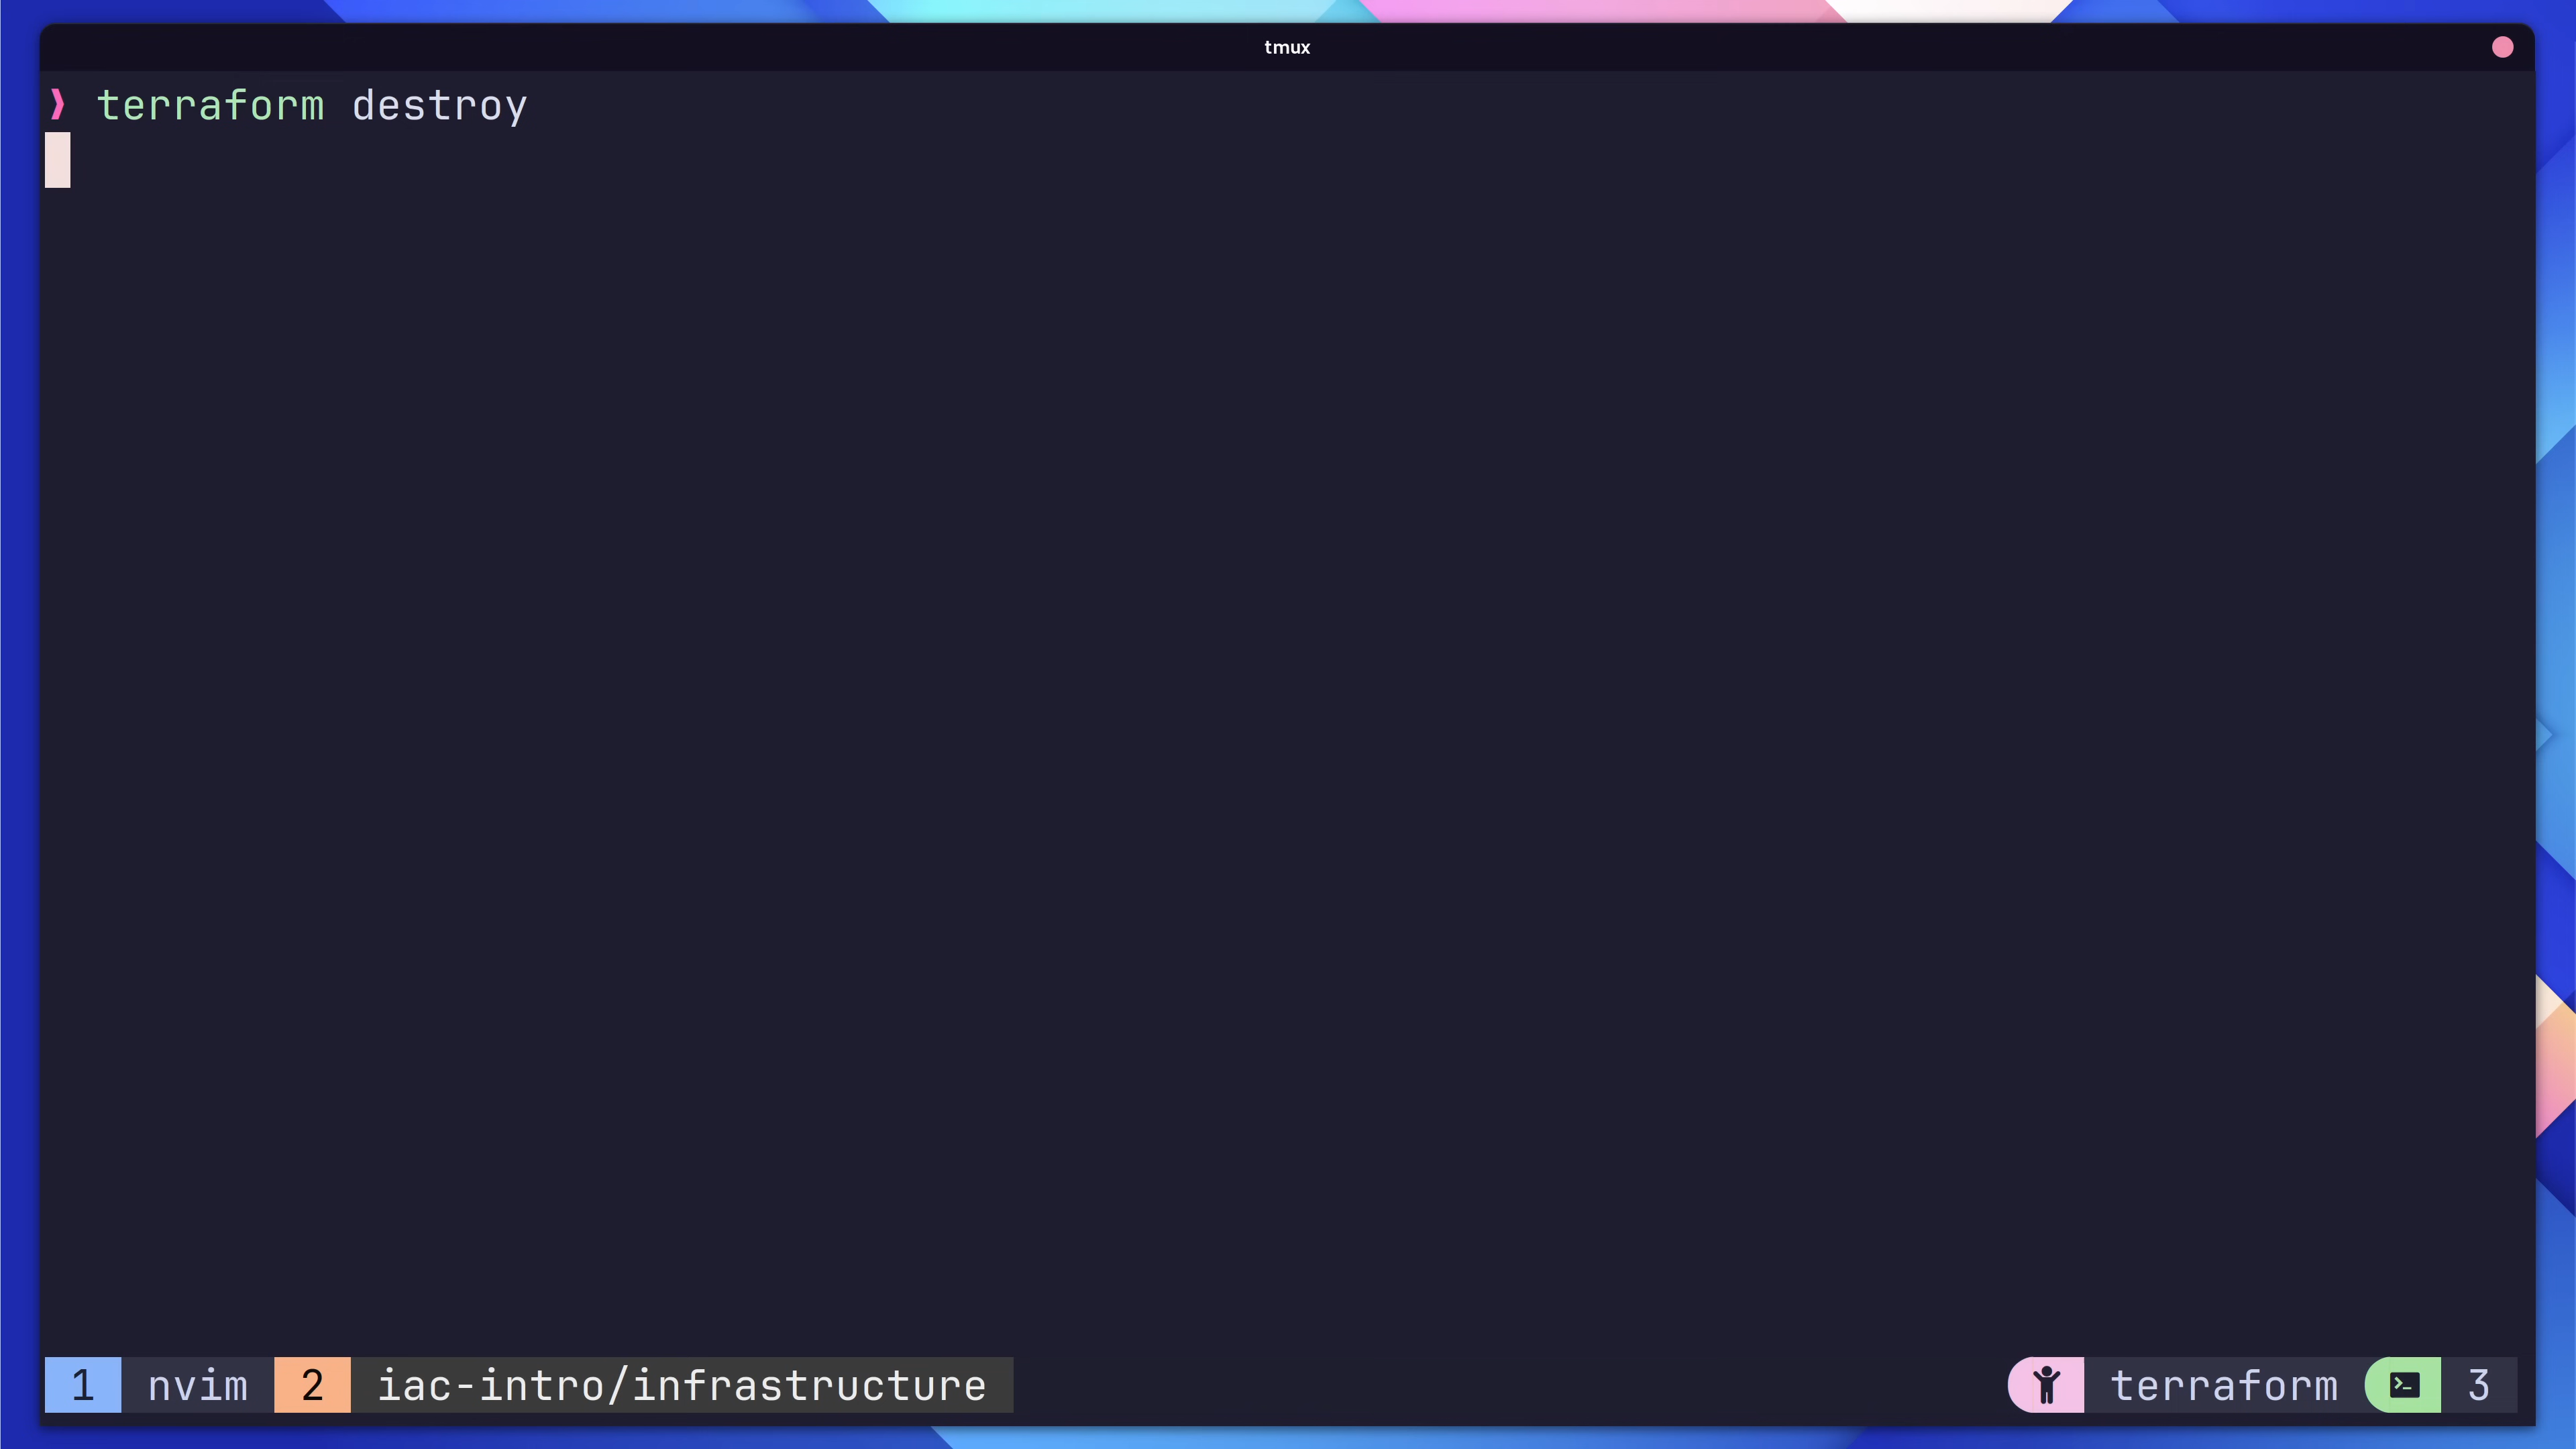 tmux
❯ terraform destroy
1 nvim 2 iac-intro/infrastructure terraform 3